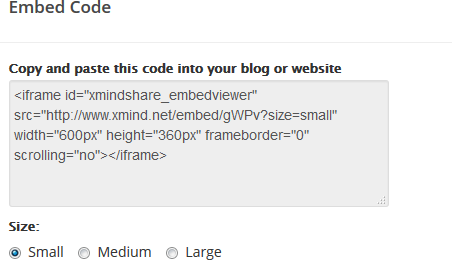 Embed Code
Copy and paste this code into your blog or website
<iframe id="xmindshare_embedviewer"
src="http://www.xmind.net/embed/gWPv?size=small"
width="600px" height="360px" frameborder="0"
scrolling="no"></iframe>
Size:
Small Medium Large